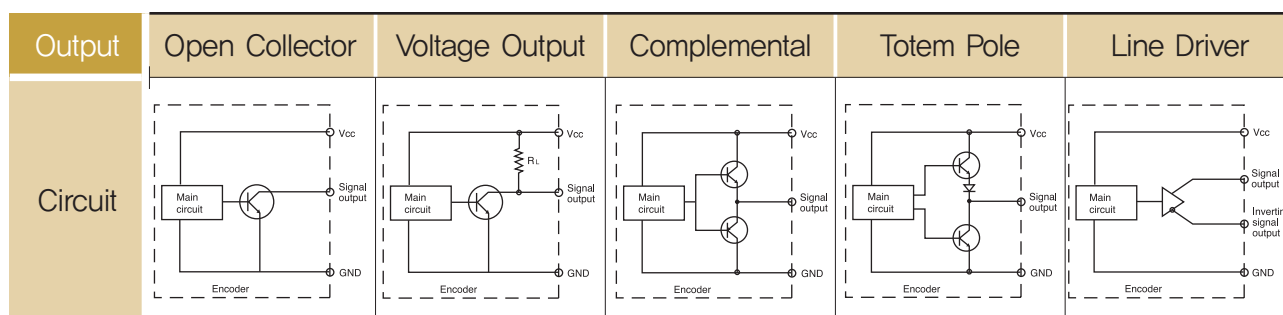 Output Open Collector Voltage Output Complemental Totem Pole Line Driver
Circuit
Vcc
Main
circuit
Signal
output
GND
Encoder
Vcc
RL
Main
circuit
Signal
output
GND
Encoder
Vcc
Main
circuit
Signal
output
GND
Encoder
Vcc
Main
circuit
Signal
output
GND
Encoder
Vcc
Main
circuit
Signal
output
Invertin
signal
output
GND
Encoder